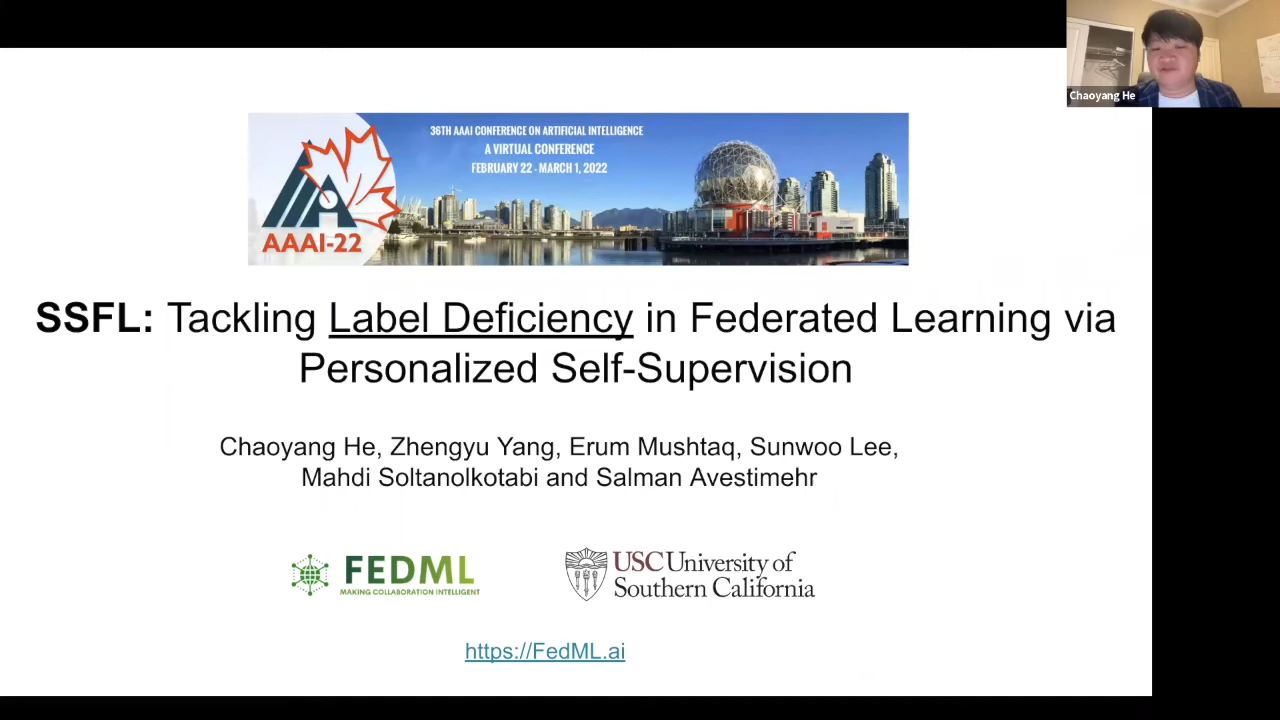 Chaoyang He
36TH AAAI CONFERENCE ON ARTIFICIAL INTELLIGENCE
A VIRTUAL CONFERENCE
FEBRUARY 22 - MARCH 1, 2022
AAAI-22
SSFL: Tackling Label Deficiency in Federated Learning via
Personalized Self-Supervision
Chaoyang He, Zhengyu Yang, Erum Mushtaq, Sunwoo Lee,
Mahdi Soltanolkotabi and Salman Avestimehr
FEDML
MAKING COLLABORATION INTELLIGENT
USC University of
Southern California
https://FedML.ai